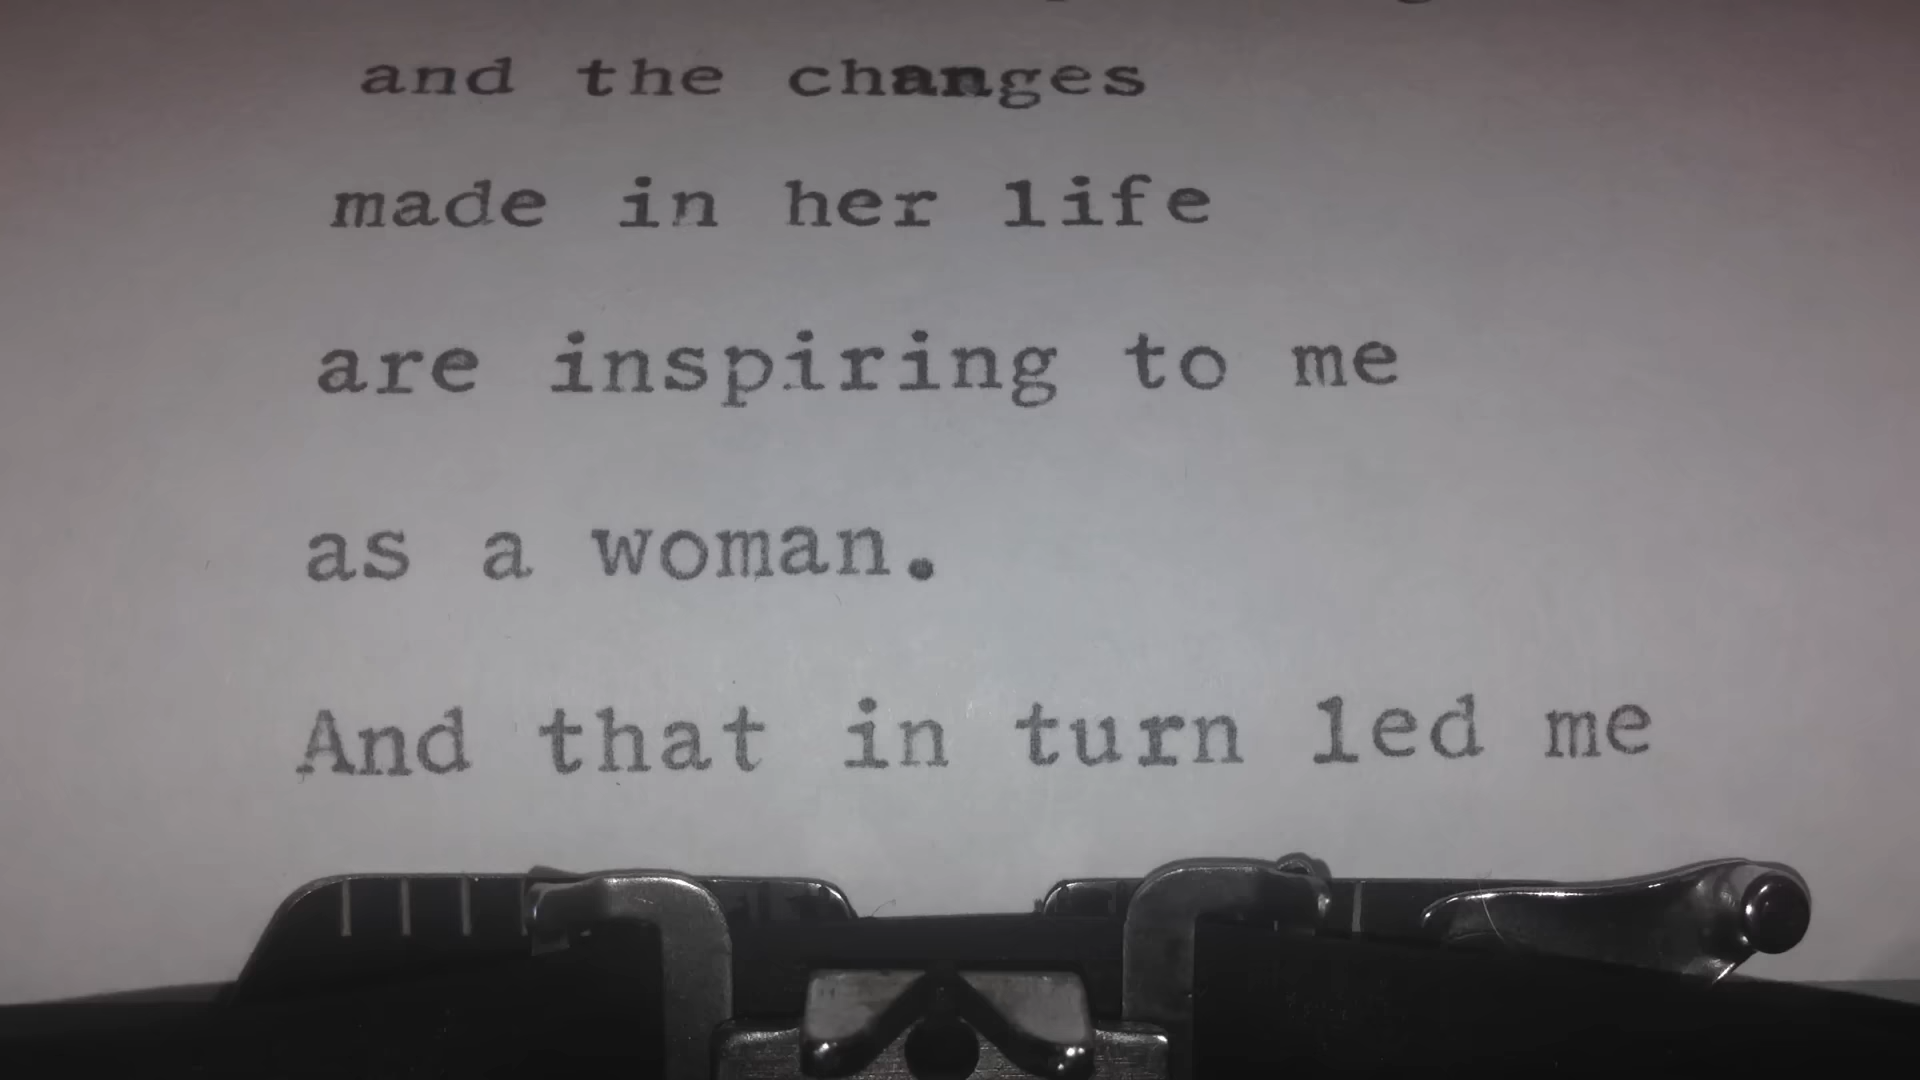 and the changes
made in her life
are inspiring to me
as a woman.
And that in turn led me